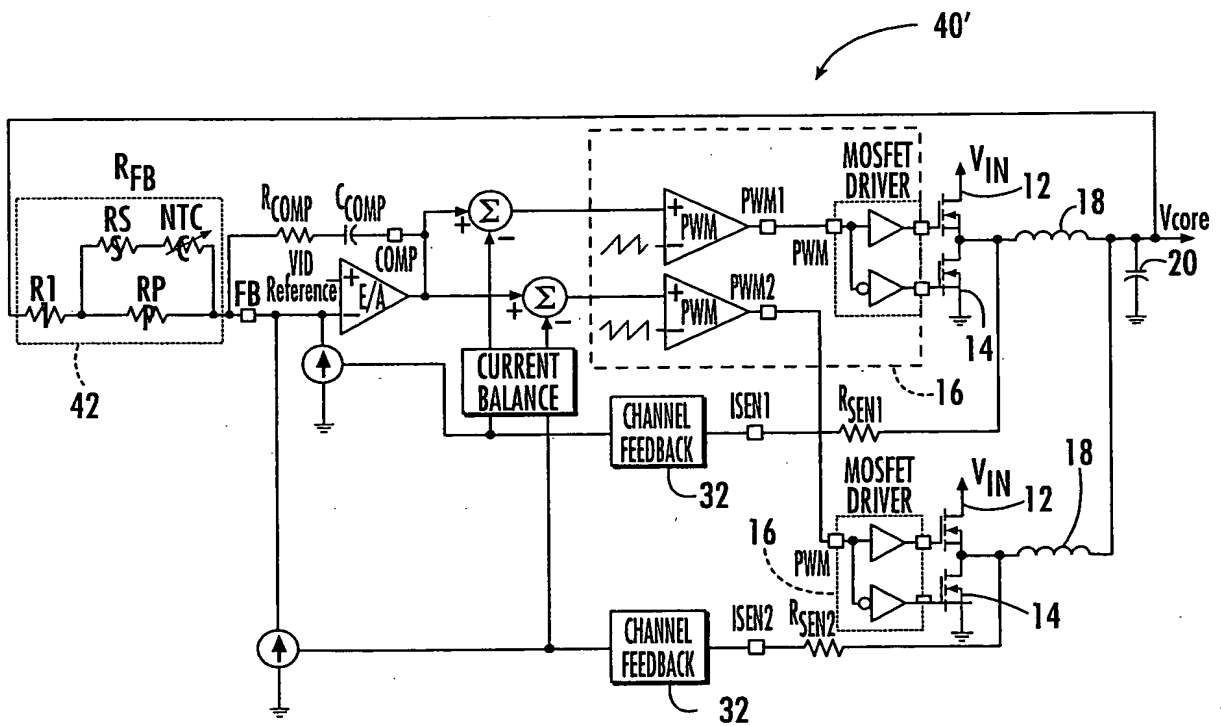 40'
R_FB
RS
NTC
R1
RP
42
R_COMP
C_COMP
COMP
VID
Reference
FB
+
−
E/A
Σ
+
−
Σ
+
−
CURRENT
BALANCE
+
PWM
−
PWM1
+
PWM
−
PWM2
MOSFET
DRIVER
PWM
V_IN
12
14
16
18
Vcore
20
CHANNEL
FEEDBACK
32
ISEN1
R_SEN1
MOSFET
DRIVER
PWM
16
V_IN
12
14
18
CHANNEL
FEEDBACK
32
ISEN2
R_SEN2